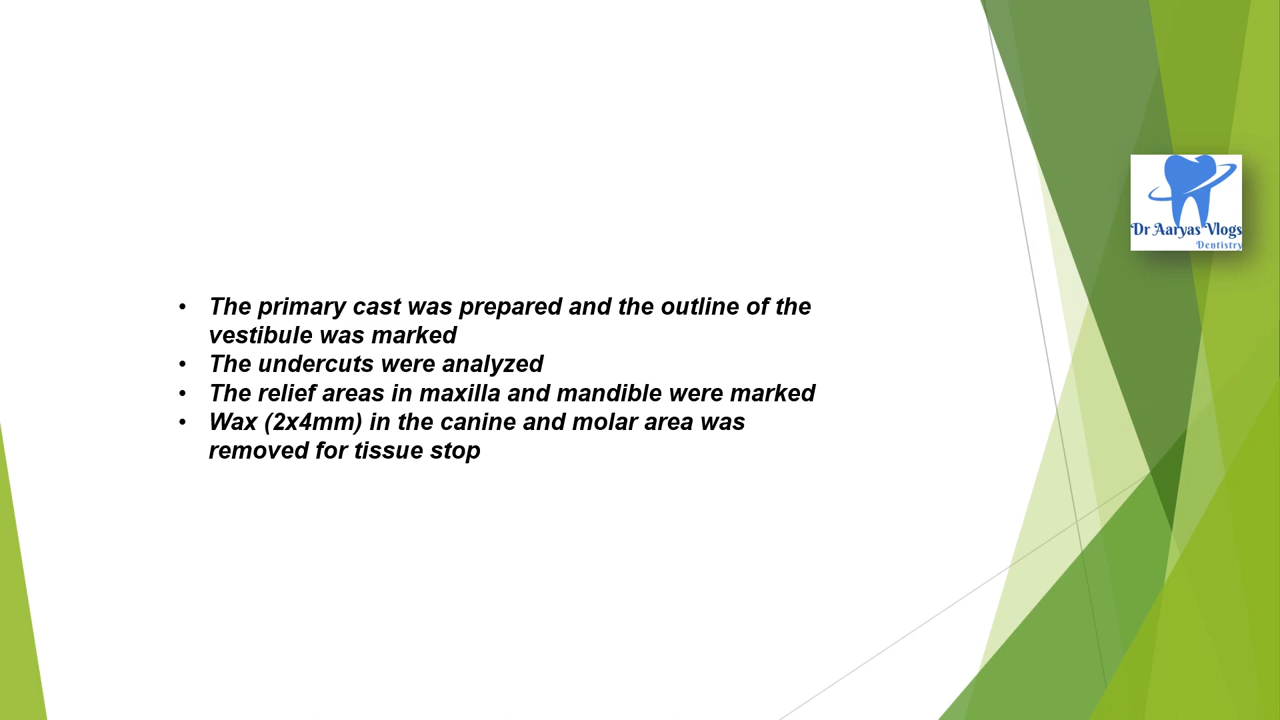 Dr Aaryas Vlogs
Dentistry
• The primary cast was prepared and the outline of the
vestibule was marked
• The undercuts were analyzed
• The relief areas in maxilla and mandible were marked
• Wax (2x4mm) in the canine and molar area was
removed for tissue stop